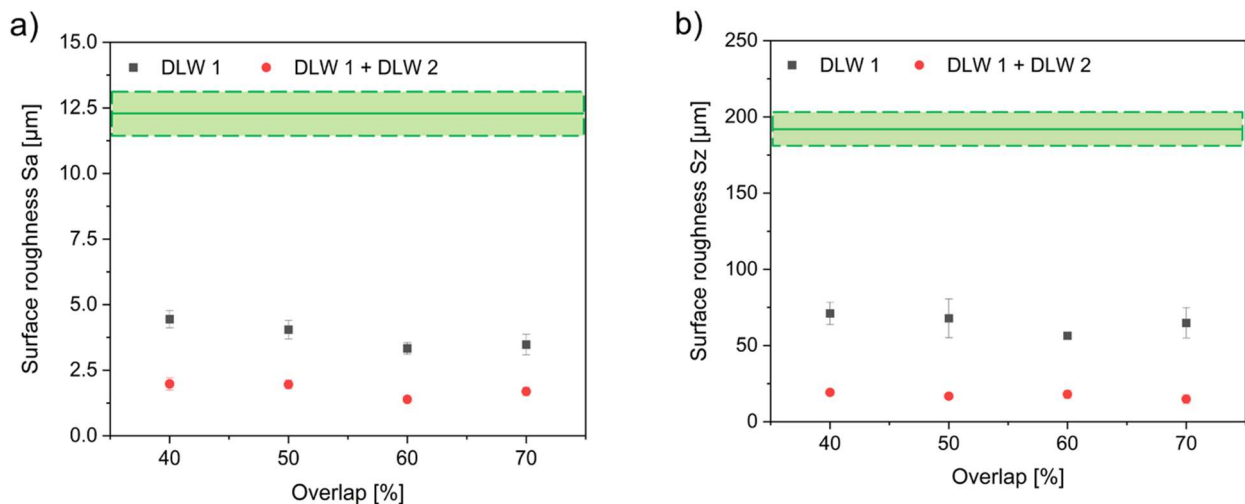 a)
Surface roughness Sa [µm]
15.0
12.5
10.0
7.5
5.0
2.5
0.0
DLW 1
DLW 1 + DLW 2
40
50
60
70
Overlap [%]
b)
Surface roughness Sz [µm]
250
200
150
100
50
0
DLW 1
DLW 1 + DLW 2
40
50
60
70
Overlap [%]